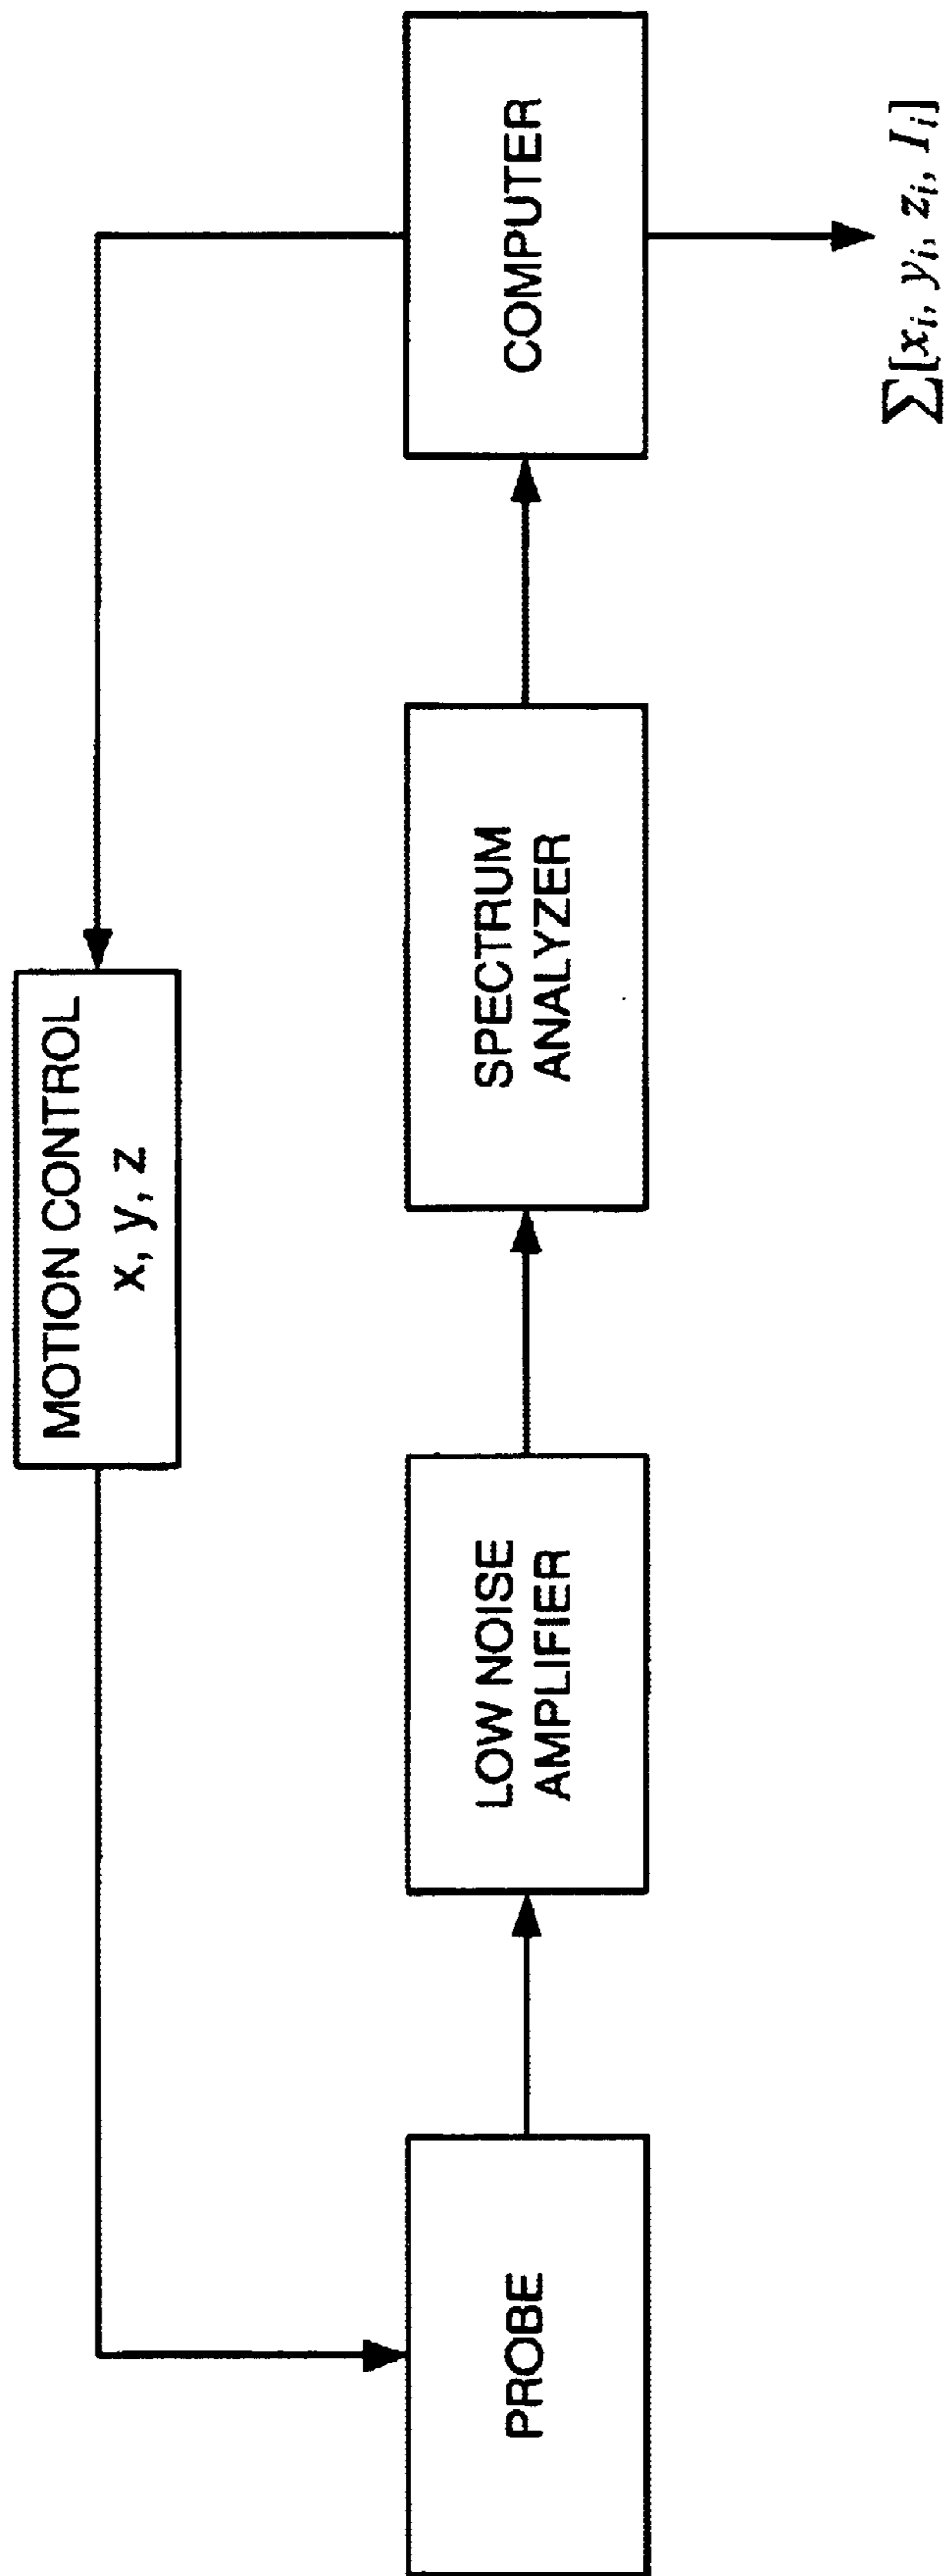 MOTION CONTROL
x, y, z
PROBE
LOW NOISE
AMPLIFIER
SPECTRUM
ANALYZER
COMPUTER
∑[xᵢ, yᵢ, zᵢ, Iᵢ]